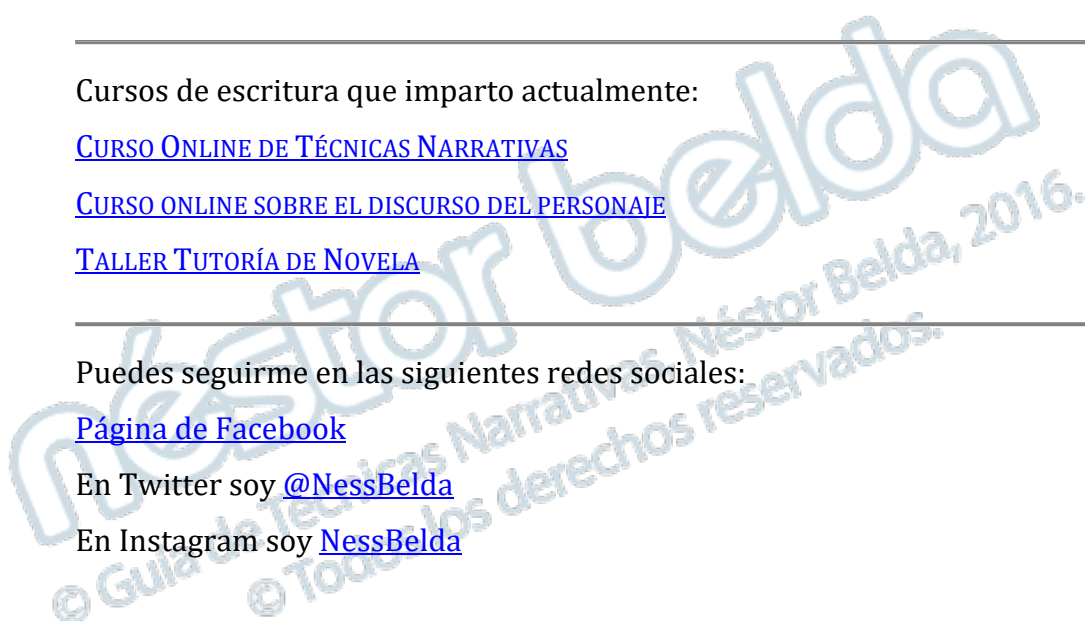 Cursos de escritura que imparto actualmente:
CURSO ONLINE DE TÉCNICAS NARRATIVAS
CURSO ONLINE SOBRE EL DISCURSO DEL PERSONAJE
TALLER TUTORÍA DE NOVELA
Puedes seguirme en las siguientes redes sociales:
Página de Facebook
En Twitter soy @NessBelda
En Instagram soy NessBelda
néstor belda
© Guía de Técnicas Narrativas. Néstor Belda, 2016.
© Todos los derechos reservados.